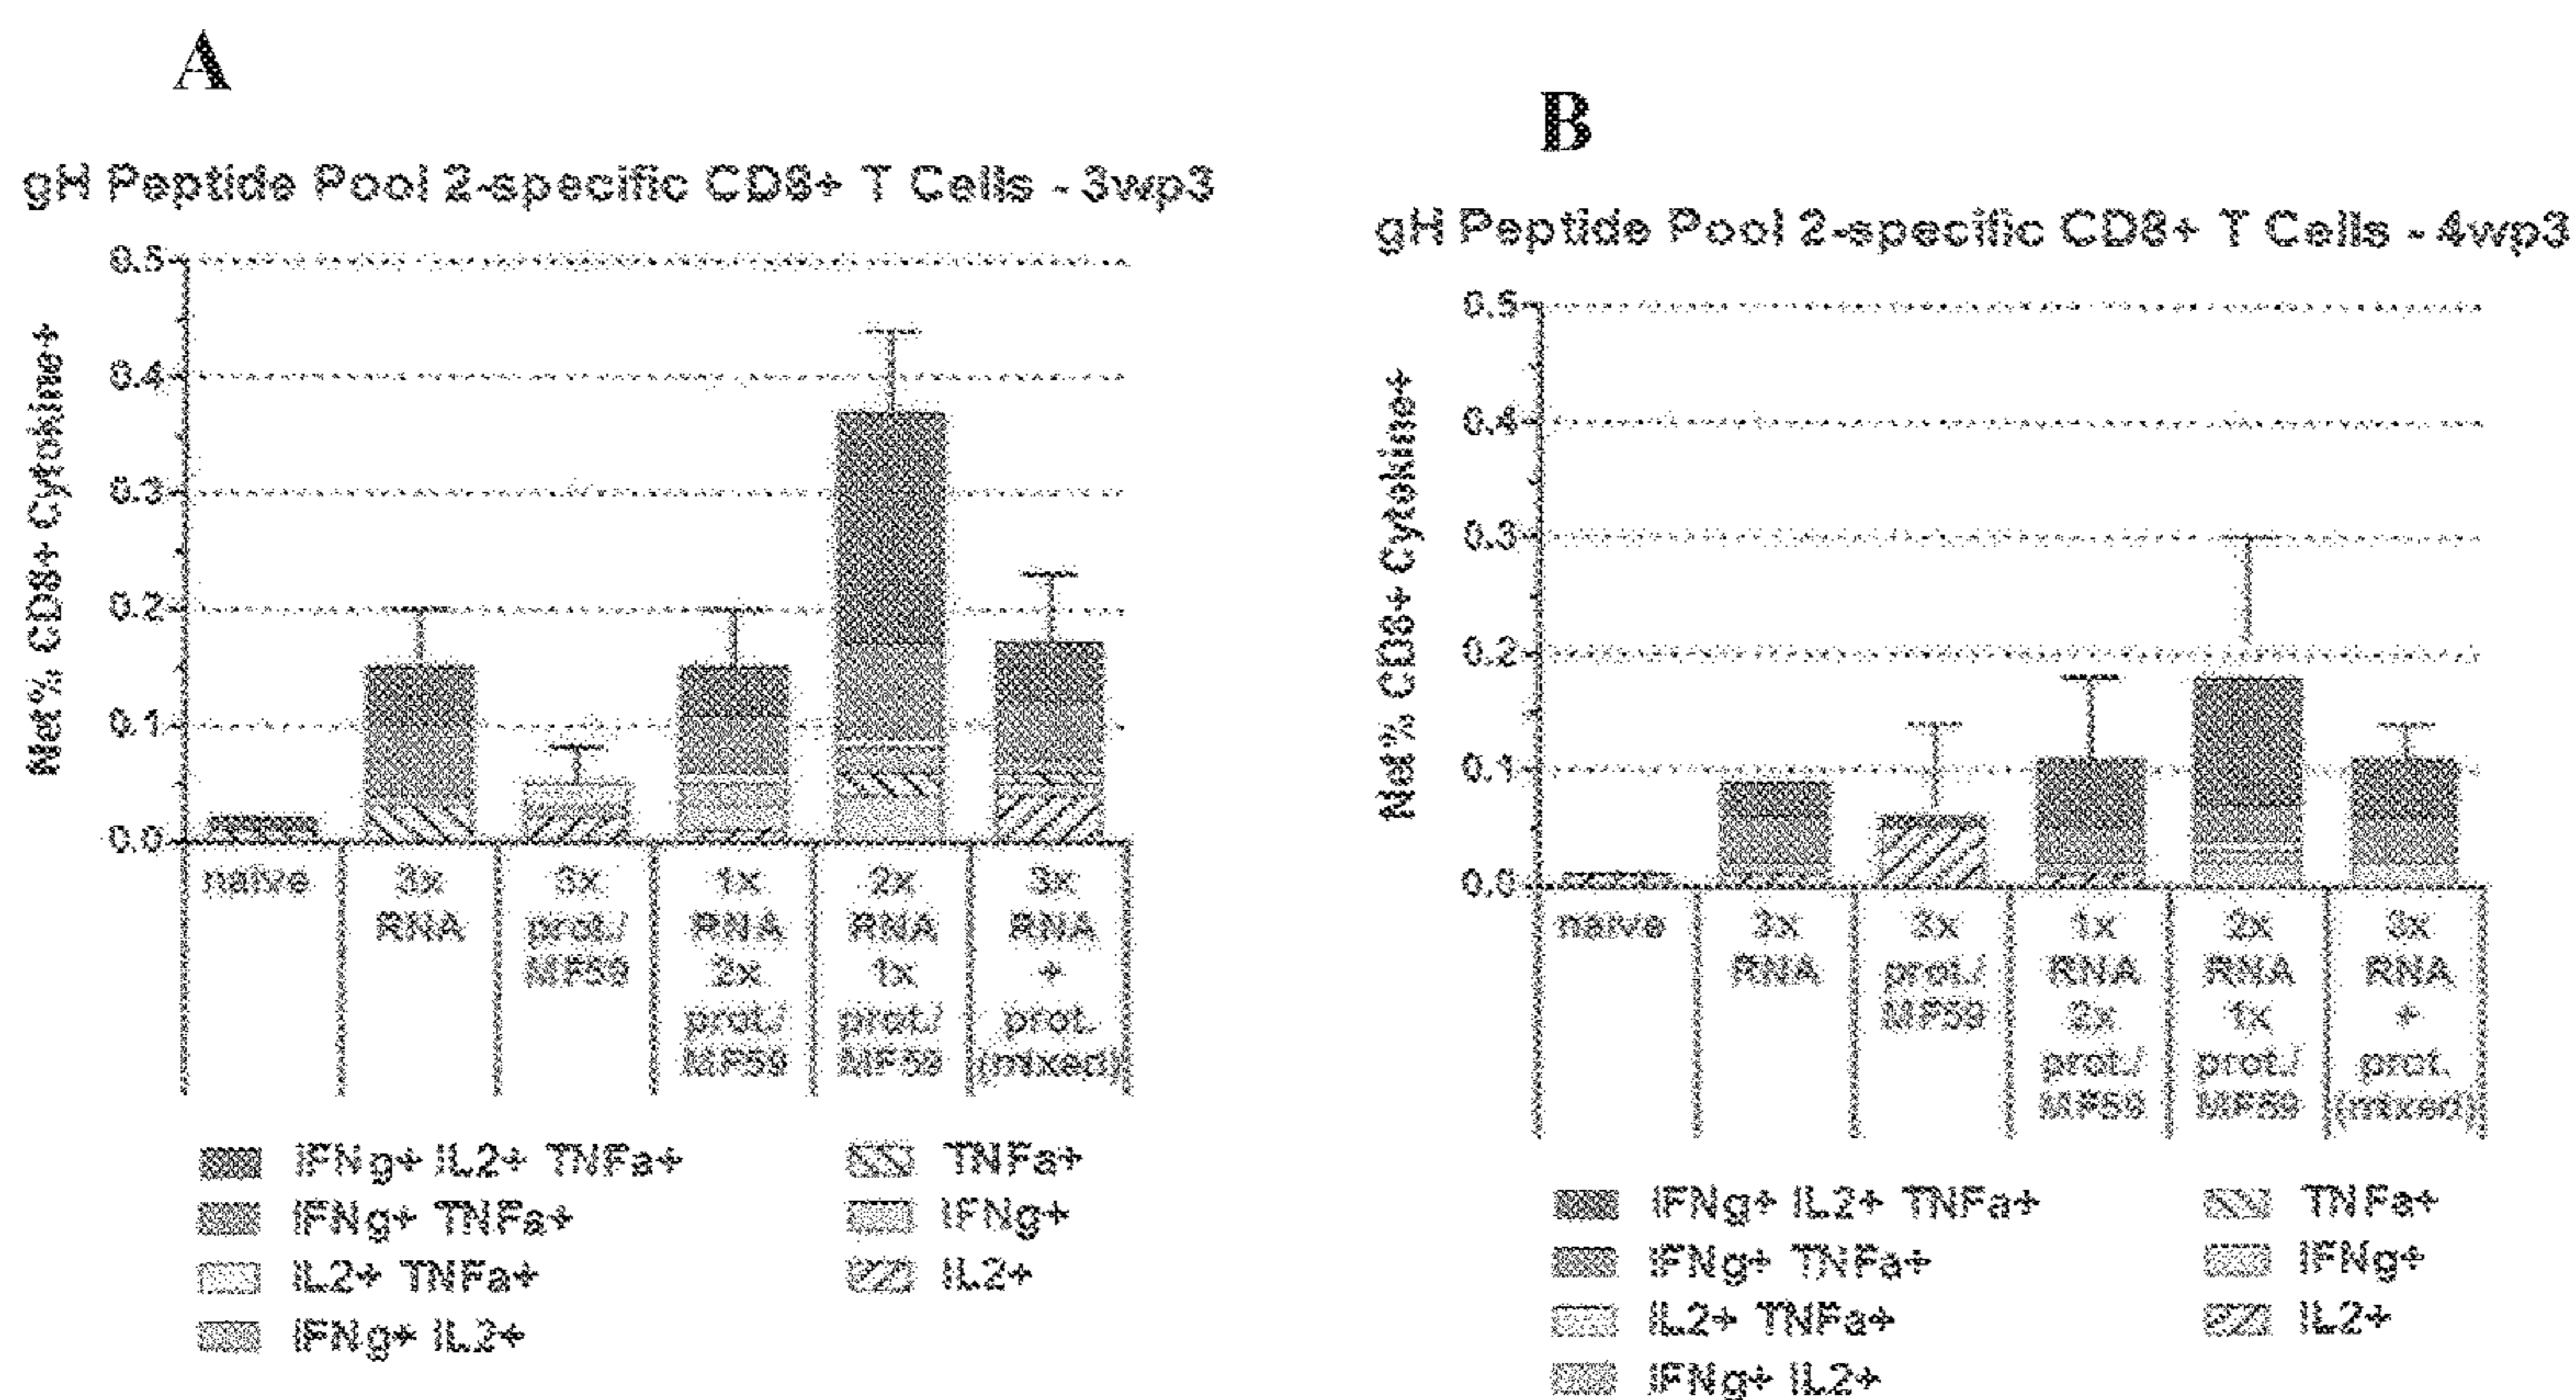 A
gH Peptide Pool 2-specific CD8+ T Cells - 3wp3
Net% CD8+ Cytokine+
0.5
0.4
0.3
0.2
0.1
0.0
naive
3x
RNA
3x
prot./
MF59
1x
RNA
2x
prot./
MF59
2x
RNA
1x
prot./
MF59
3x
RNA
+
prot.
(mixed)
IFNg+ IL2+ TNFa+
IFNg+ TNFa+
IL2+ TNFa+
IFNg+ IL2+
TNFa+
IFNg+
IL2+
B
gH Peptide Pool 2-specific CD8+ T Cells - 4wp3
Net% CD8+ Cytokine+
0.5
0.4
0.3
0.2
0.1
0.0
naive
3x
RNA
3x
prot./
MF59
1x
RNA
2x
prot./
MF59
2x
RNA
1x
prot./
MF59
3x
RNA
+
prot.
(mixed)
IFNg+ IL2+ TNFa+
IFNg+ TNFa+
IL2+ TNFa+
IFNg+ IL2+
TNFa+
IFNg+
IL2+